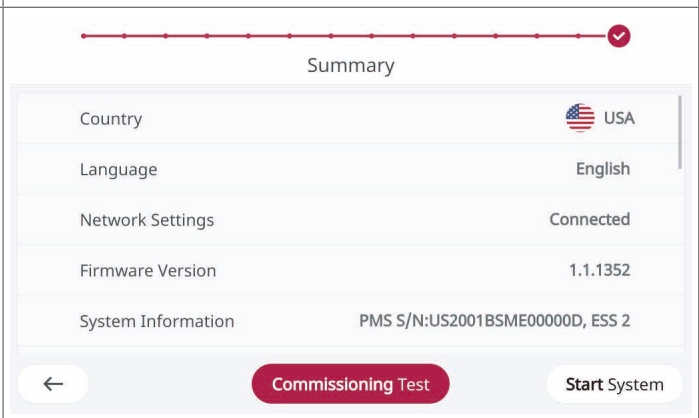 Summary
Country USA
Language English
Network Settings Connected
Firmware Version 1.1.1352
System Information PMS S/N:US2001BSME00000D, ESS 2
Commissioning Test
Start System